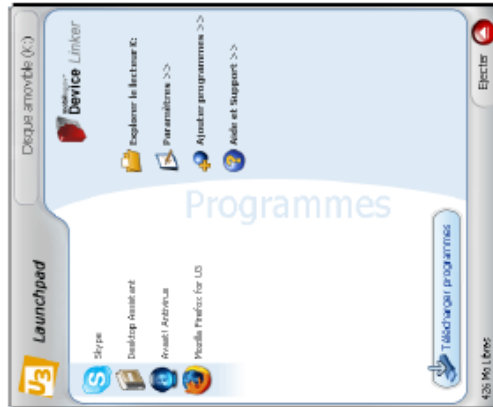 U3 Launchpad
Disque amovible (K:)
Skype
Desktop Assistant
Avast! Antivirus
Mozilla Firefox for U3
Device Linker
Explorer le lecteur K:
Paramètres >>
Ajouter programmes >>
Aide et Support >>
Programmes
Télécharger programmes
426 Mo Libres
Ejecter